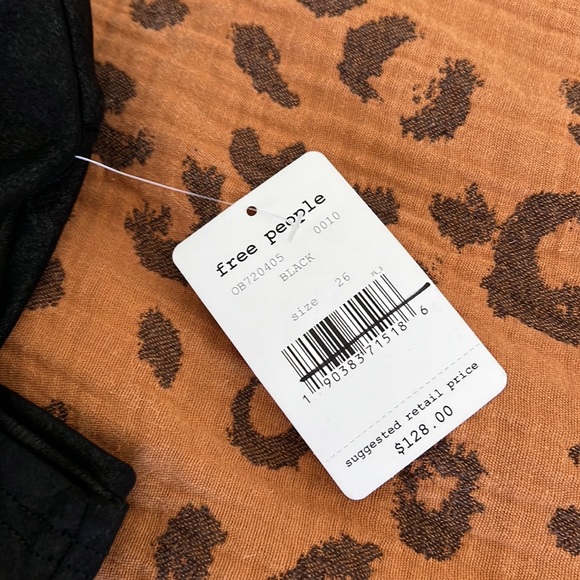 free people
OB720405 0010
BLACK
size 26
1 90383 71518 6
suggested retail price
$128.00